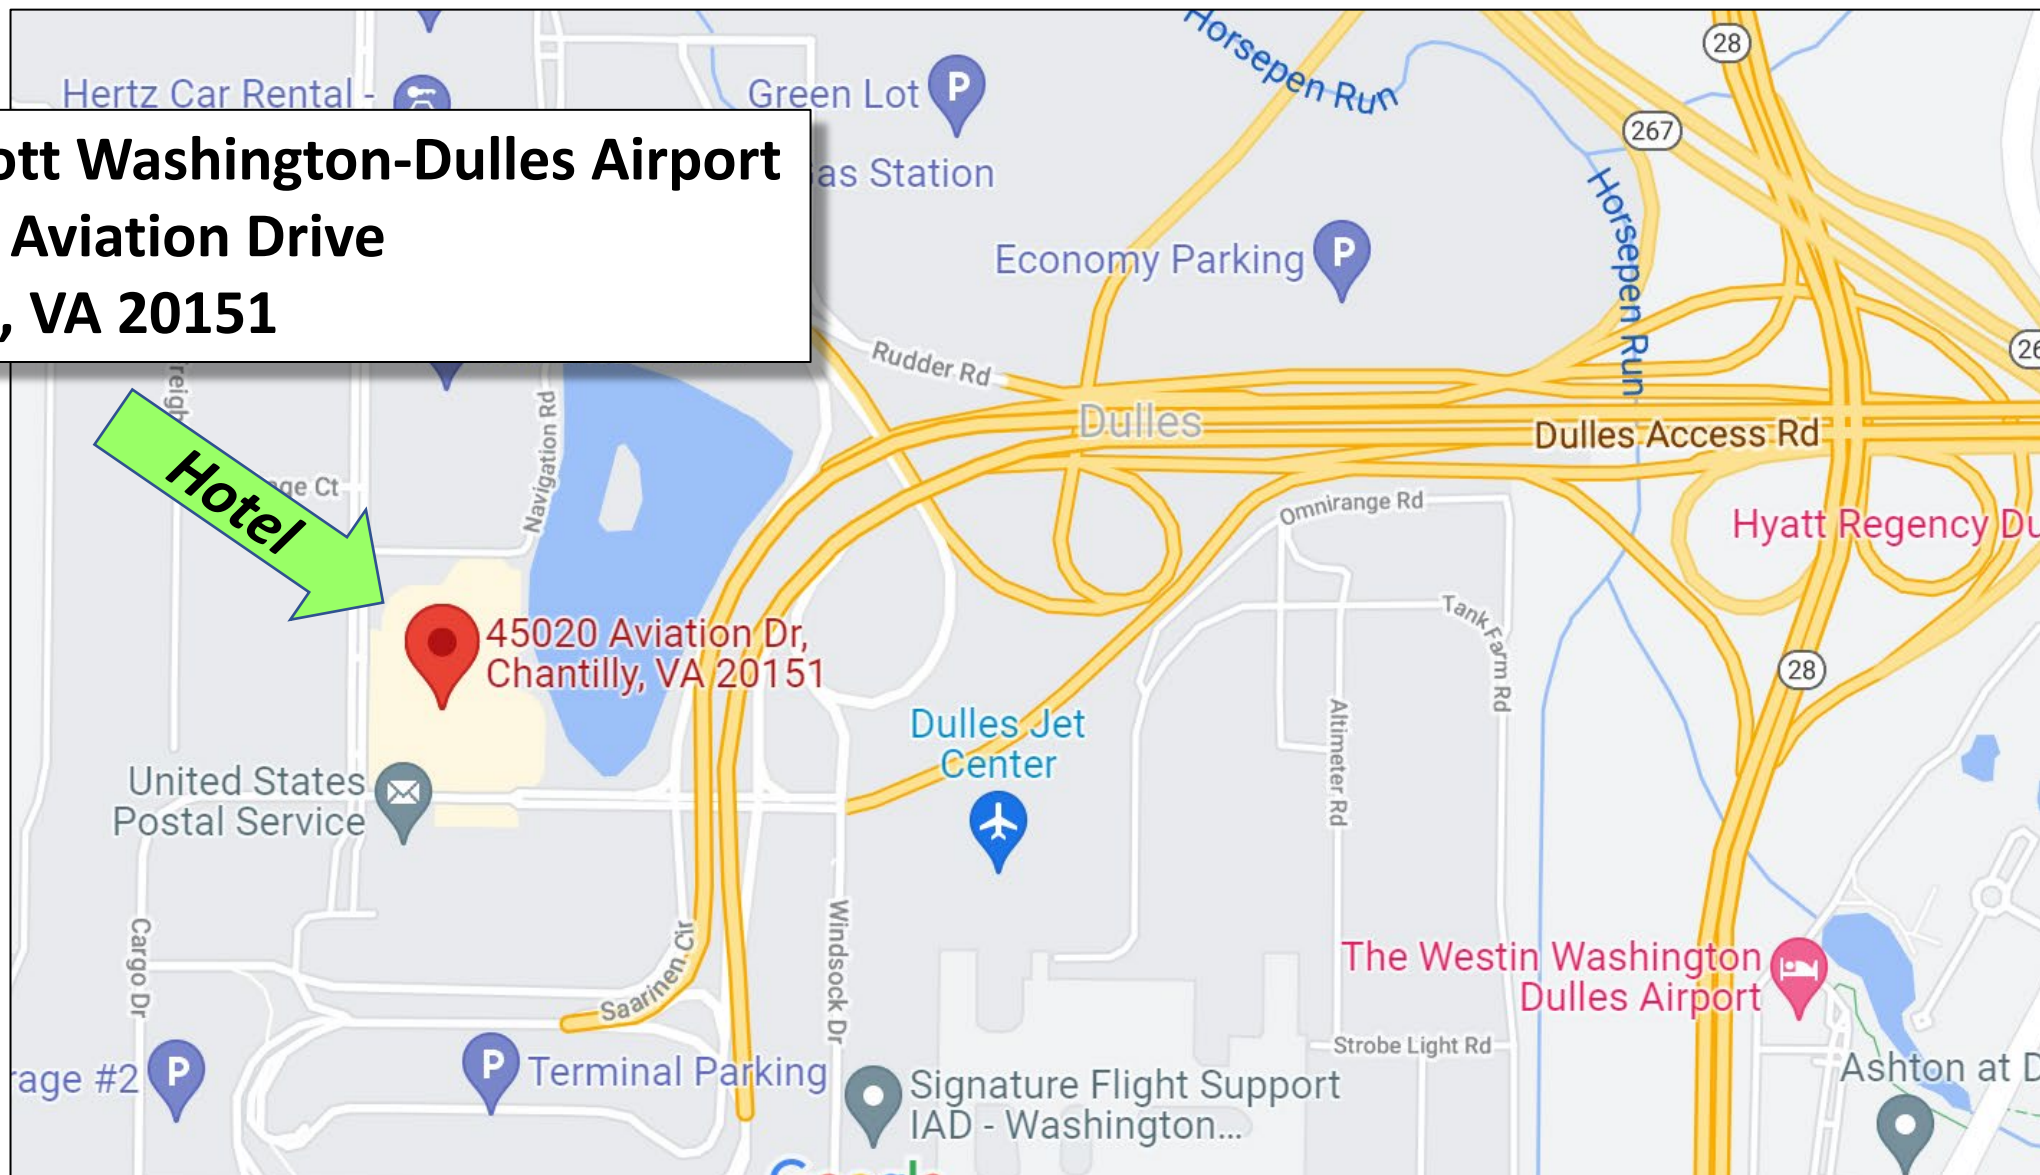 Horsepen Run
28
Hertz Car Rental -
Green Lot P
267
ott Washington-Dulles Airport
as Station
Aviation Drive
Economy Parking P
Horsepen Run
, VA 20151
Rudder Rd
Dulles
Dulles Access Rd
Navigation Rd
Hotel
ge Ct
Omnirange Rd
Hyatt Regency Du
45020 Aviation Dr,
Chantilly, VA 20151
Tank Farm Rd
28
Dulles Jet
Center
Altimeter Rd
United States
Postal Service
Cargo Dr
Saarinen Cir
Windsock Dr
The Westin Washington
Dulles Airport
Strobe Light Rd
rage #2 P
P Terminal Parking
Signature Flight Support
IAD - Washington...
Ashton at D
Google